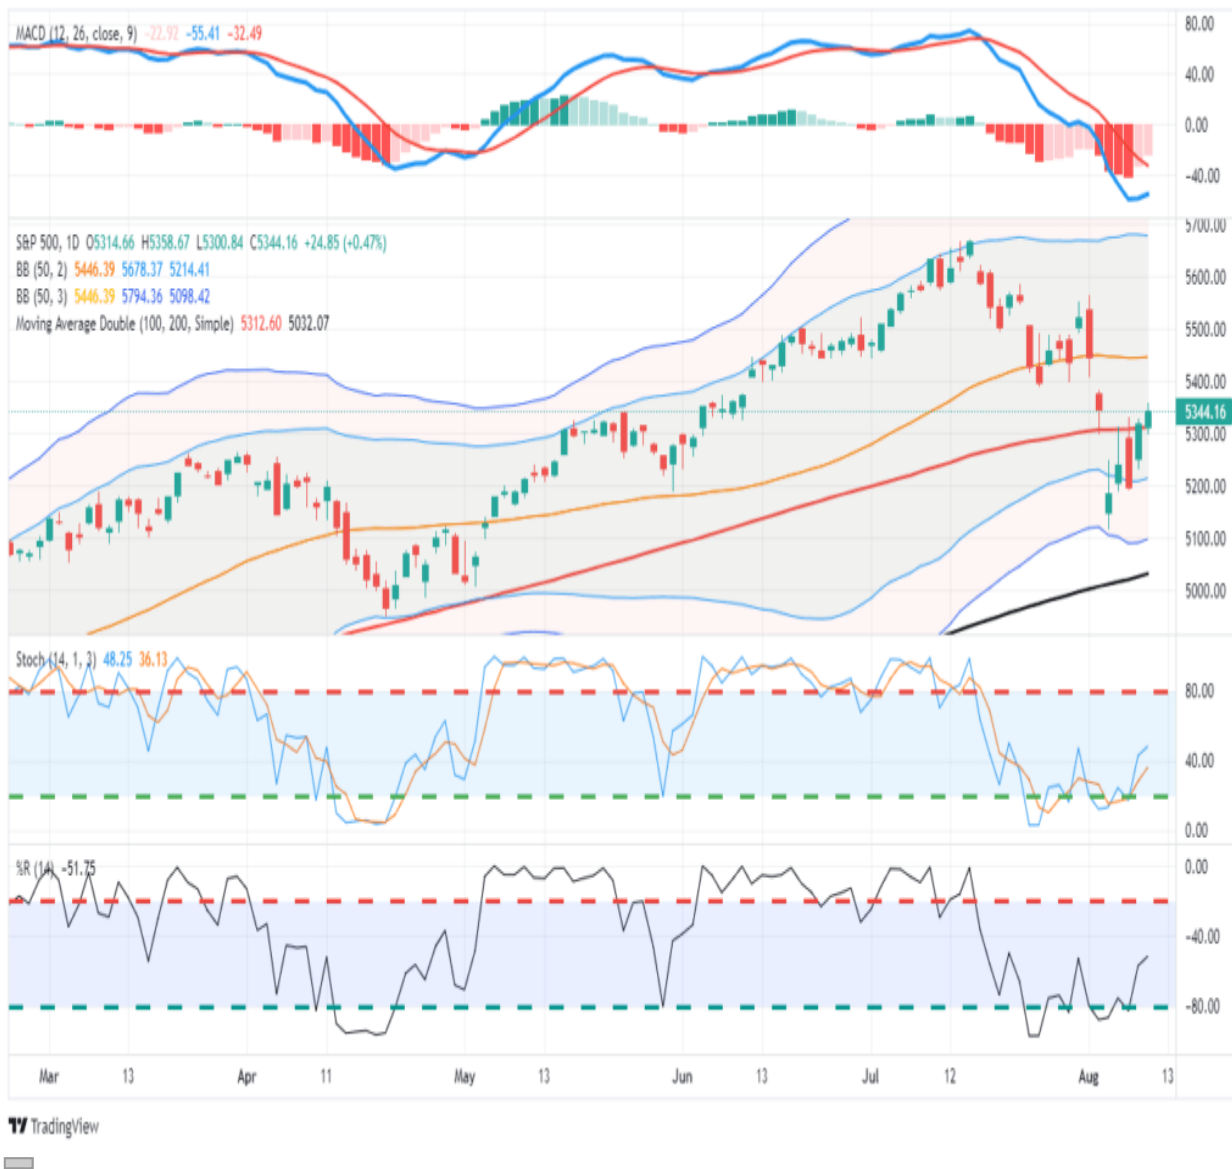 MACD (12, 26, close, 9) -22.92 -55.41 -32.49
80.00
40.00
0.00
-40.00
S&P 500, 1D O5314.66 H5358.67 L5300.84 C5344.16 +24.85 (+0.47%)
BB (50, 2) 5446.39 5678.37 5214.41
BB (50, 3) 5446.39 5794.36 5098.42
Moving Average Double (100, 200, Simple) 5312.60 5032.07
5700.00
5600.00
5500.00
5400.00
5344.16
5300.00
5200.00
5100.00
5000.00
Stoch (14, 1, 3) 48.25 36.13
80.00
40.00
0.00
%R (14) -51.75
0.00
-40.00
-80.00
Mar 13 Apr 11 May 13 Jun 13 Jul 12 Aug 13
TradingView